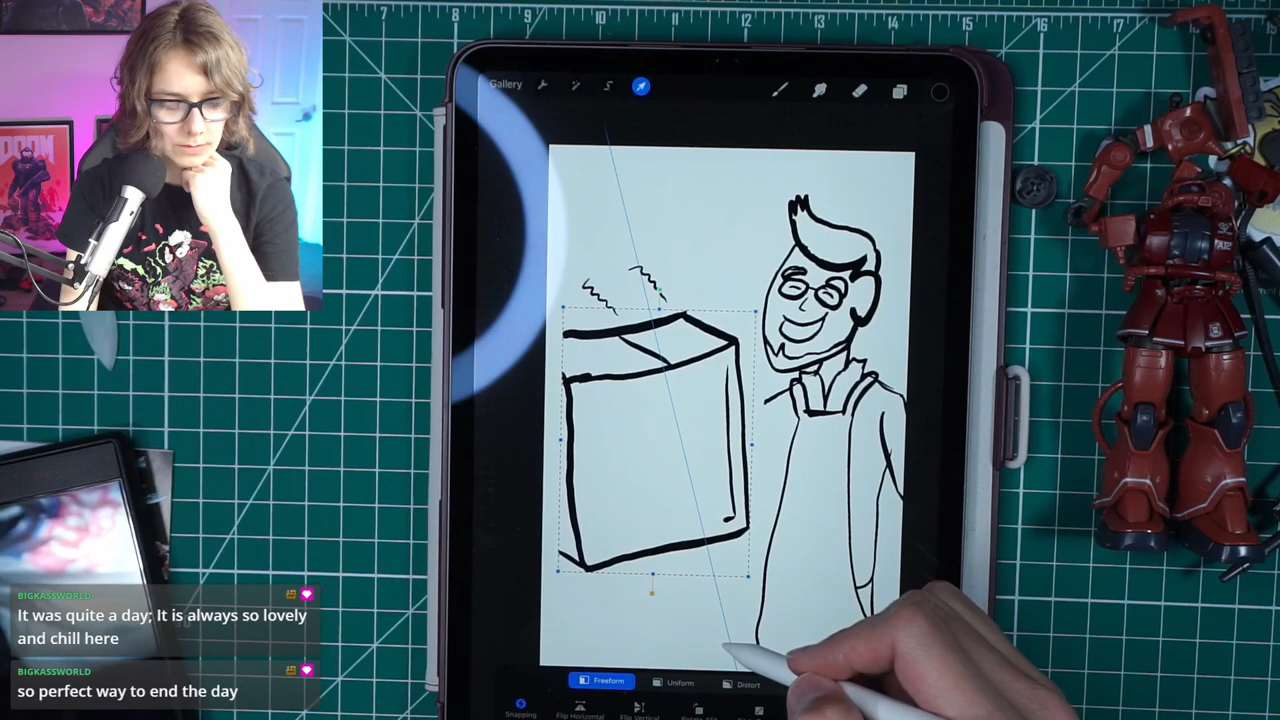 7 8 9 10 11 12 13 14 15 16 17
DOOM
Gallery
BIGKASSWORLD
It was quite a day; It is always so lovely
and chill here
BIGKASSWORLD
so perfect way to end the day
Freeform
Uniform
Distort
Snapping
Flip Horizontal
Flip Vertical